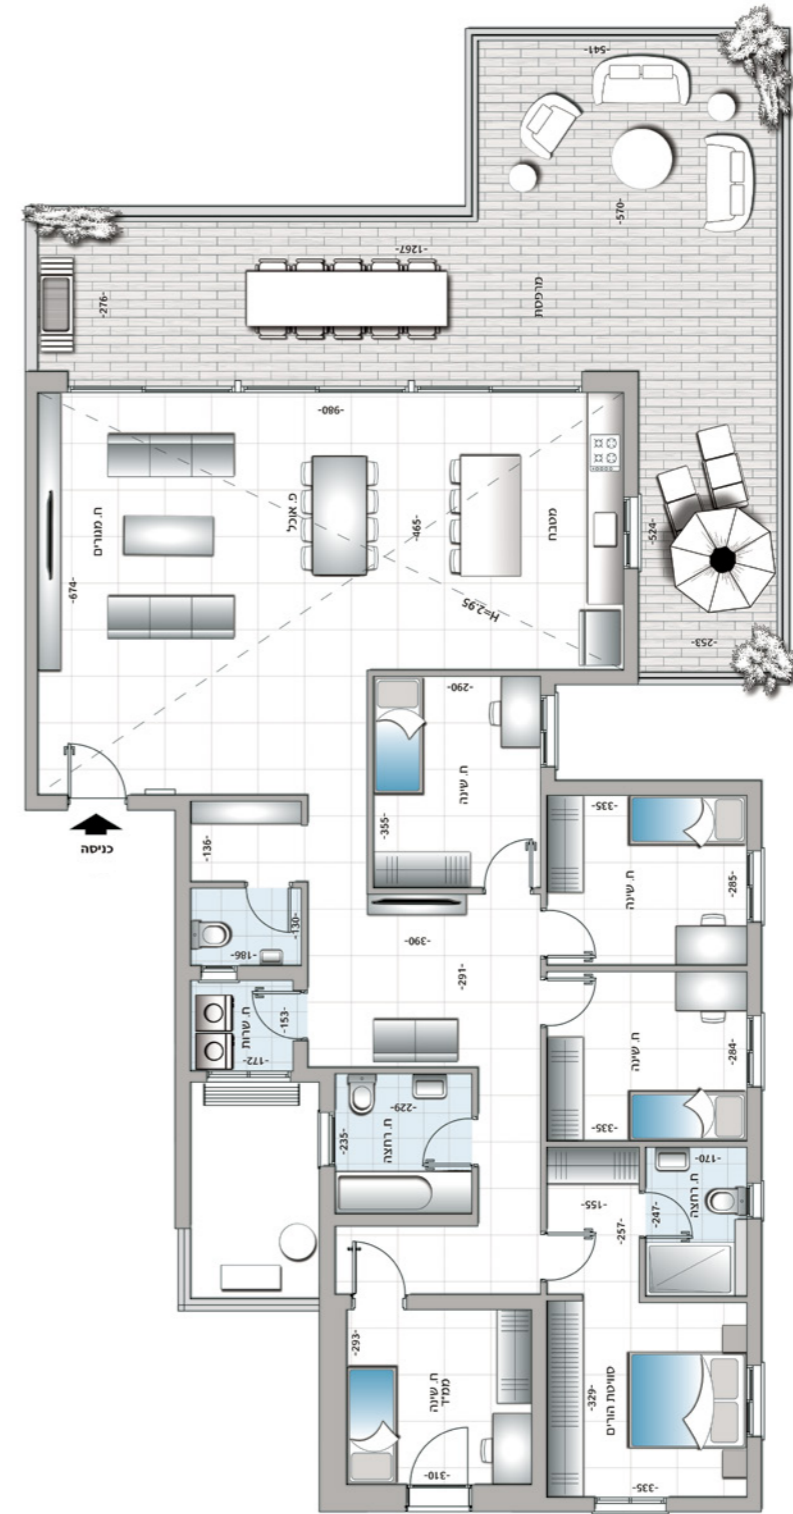 -541-
-570-
-1267-
-276-
מרפסת
-980-
ח. מגורים
פ. אוכל
-465-
מטבח
-524-
-674-
H=2.95
-253-
-290-
ח. שינה
-355-
כניסה
-136-
-335-
-285-
ח. שינה
-130-
-186-
-390-
-291-
-153-
ח. שרות
-172-
ח. שינה
-284-
-335-
-229-
-235-
ח. רחצה
-170-
ח. רחצה
-247-
-155-
-257-
-293-
ח. שינה
ממ״ד
-310-
-329-
סוויטת הורים
-335-